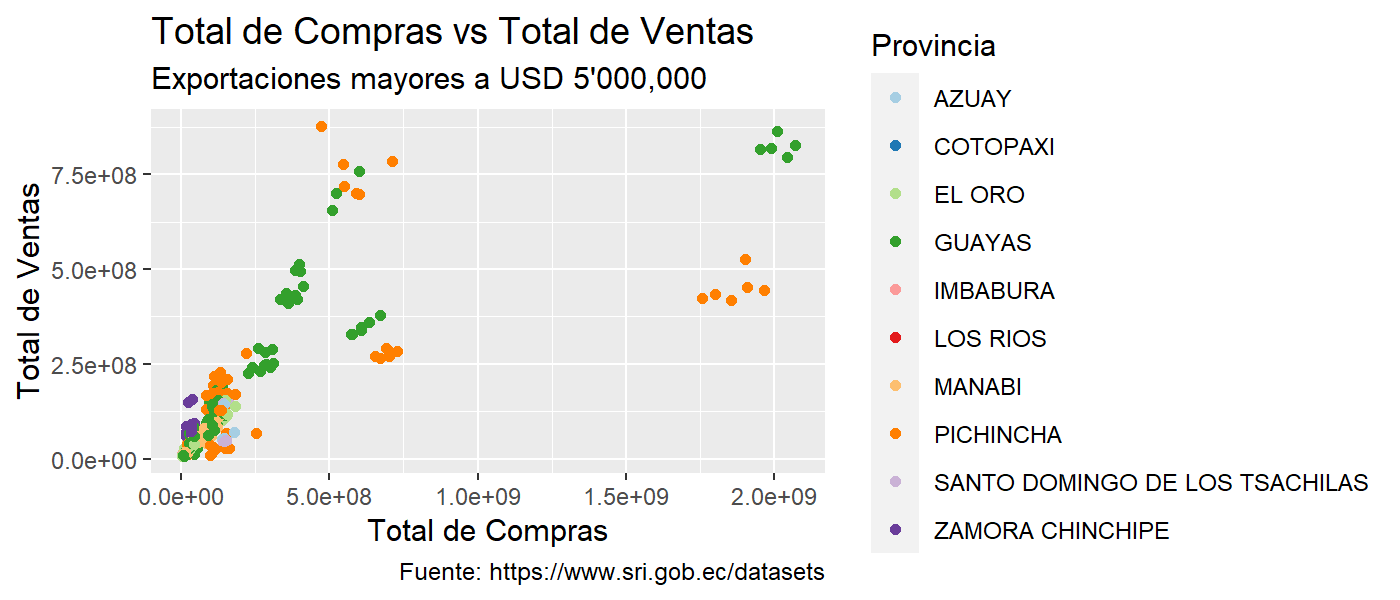 Total de Compras vs Total de Ventas
Exportaciones mayores a USD 5'000,000
Total de Ventas
7.5e+08
5.0e+08
2.5e+08
0.0e+00
0.0e+00 5.0e+08 1.0e+09 1.5e+09 2.0e+09
Total de Compras
Fuente: https://www.sri.gob.ec/datasets
Provincia
AZUAY
COTOPAXI
EL ORO
GUAYAS
IMBABURA
LOS RIOS
MANABI
PICHINCHA
SANTO DOMINGO DE LOS TSACHILAS
ZAMORA CHINCHIPE